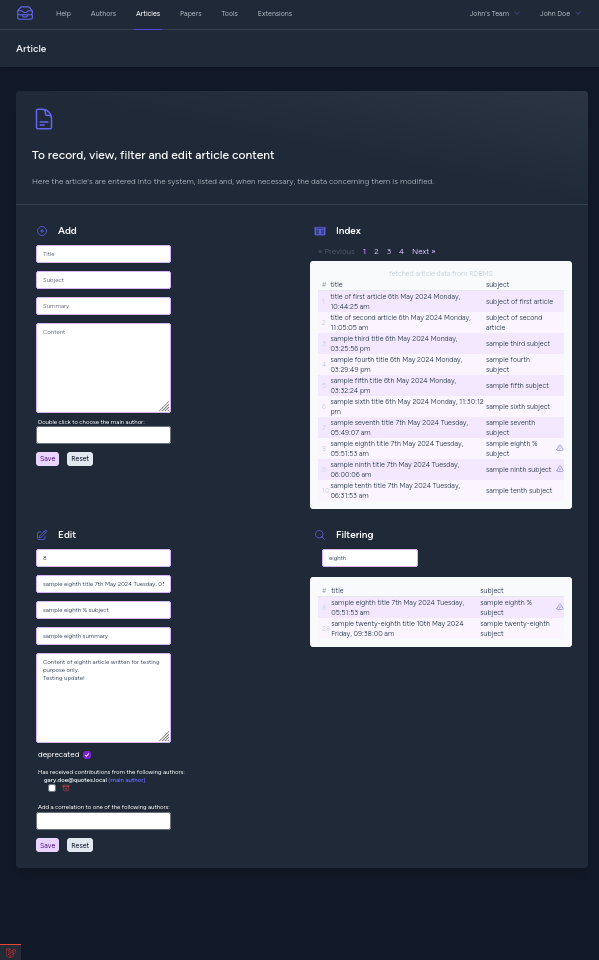 Help Authors Articles Papers Tools Extensions John's Team John Doe
Article
To record, view, filter and edit article content
Here the article's are entered into the system, listed and, when necessary, the data concerning them is modified.
Add
Title
Subject
Summary
Content
Double click to choose the main author:
Save Reset
Index
« Previous 1 2 3 4 Next »
fetched article data from RDBMS
# title subject
title of first article 6th May 2024 Monday, subject of first article
10:44:25 am
title of second article 6th May 2024 Monday, subject of second
11:05:05 am article
sample third title 6th May 2024 Monday, sample third subject
03:25:56 pm
sample fourth title 6th May 2024 Monday, sample fourth
03:29:49 pm subject
sample fifth title 6th May 2024 Monday, sample fifth subject
03:32:24 pm
sample sixth title 6th May 2024 Monday, 11:30:12 sample sixth subject
pm
sample seventh title 7th May 2024 Tuesday, sample seventh
05:49:07 am subject
sample eighth title 7th May 2024 Tuesday, sample eighth %
05:51:53 am subject
sample ninth title 7th May 2024 Tuesday, sample ninth subject
06:00:06 am
sample tenth title 7th May 2024 Tuesday, sample tenth subject
06:31:53 am
Edit
8
sample eighth title 7th May 2024 Tuesday, 05
sample eighth % subject
sample eighth summary
Content of eighth article written for testing
purpose only.
Testing update!
deprecated
Has received contributions from the following authors:
gary.doe@quotes.local (main author)
Add a correlation to one of the following authors:
Save Reset
Filtering
eighth
# title subject
sample eighth title 7th May 2024 Tuesday, sample eighth %
05:51:53 am subject
sample twenty-eighth title 10th May 2024 sample twenty-eighth
Friday, 09:38:00 am subject